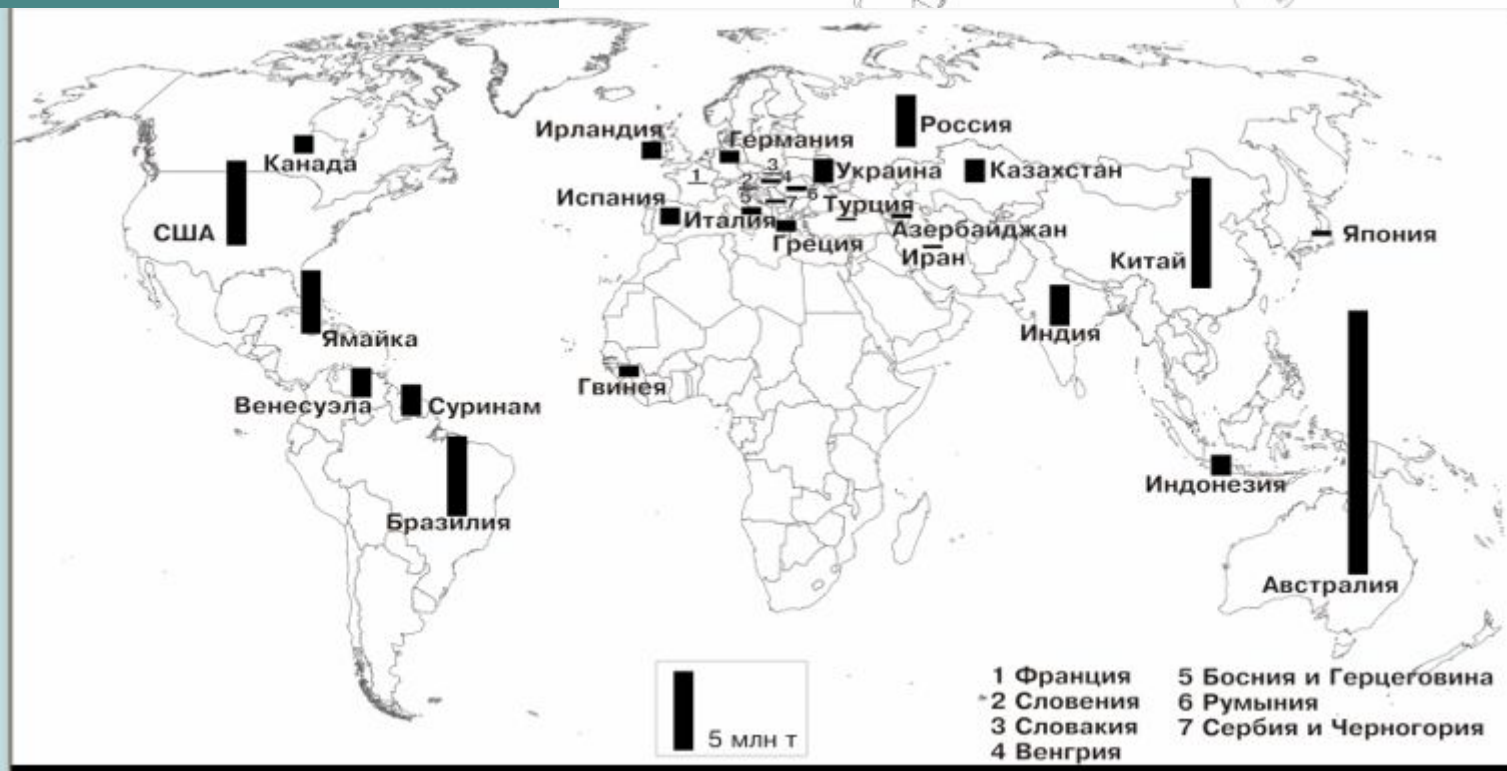 Ирландия
Германия
Россия
Канада
3
1
2
4
Украина
Казахстан
Испания
6
5
7
Италия
Турция
США
Греция
Азербайджан
Япония
Иран
Китай
Индия
Ямайка
Гвинея
Венесуэла
Суринам
Индонезия
Бразилия
Австралия
5 млн т
1 Франция
2 Словения
3 Словакия
4 Венгрия
5 Босния и Герцеговина
6 Румыния
7 Сербия и Черногория